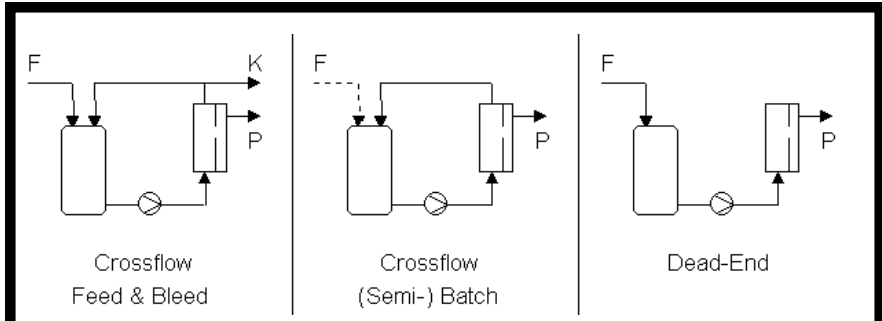 F
K
P
Crossflow
Feed & Bleed
F
P
Crossflow
(Semi-) Batch
F
P
Dead-End